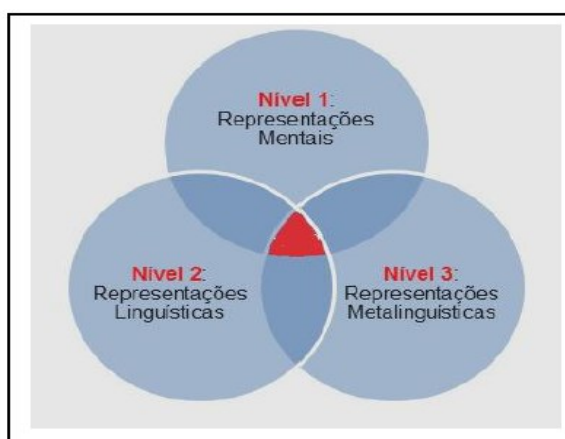 Nível 1:
Representações
Mentais
Nível 2:
Representações
Linguísticas
Nível 3:
Representações
Metalinguísticas